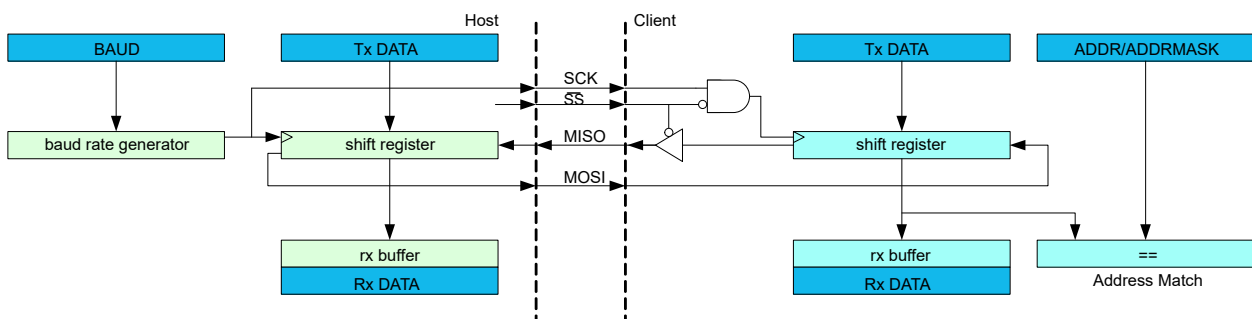 Host
Client
BAUD
Tx DATA
Tx DATA
ADDR/ADDRMASK
SCK
SS
baud rate generator
shift register
MISO
shift register
MOSI
rx buffer
rx buffer
==
Rx DATA
Rx DATA
Address Match